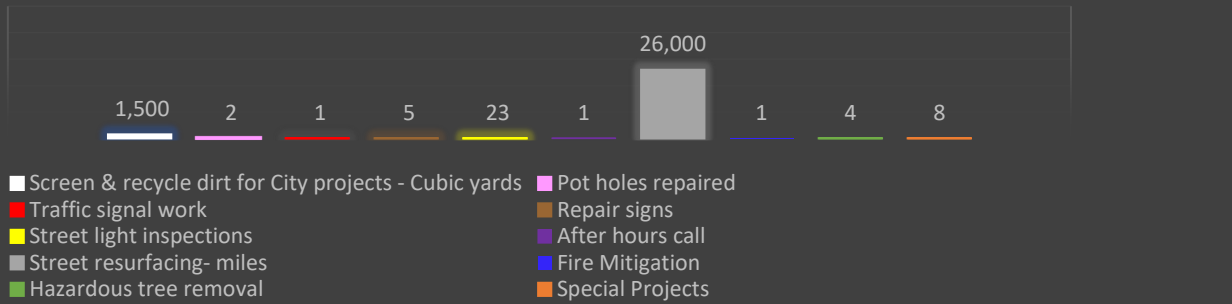 26,000
1,500 2 1 5 23 1 1 4 8
Screen & recycle dirt for City projects - Cubic yards Pot holes repaired
Traffic signal work Repair signs
Street light inspections After hours call
Street resurfacing- miles Fire Mitigation
Hazardous tree removal Special Projects